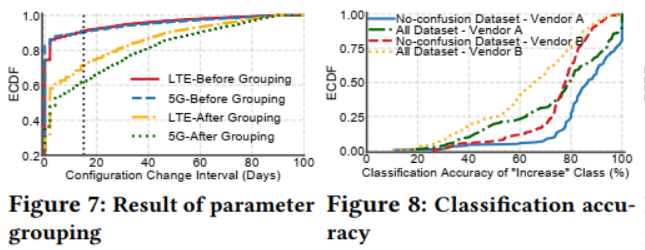 ECDF
1.0
0.8
0.6
0.4
0.2
LTE-Before Grouping
5G-Before Grouping
LTE-After Grouping
5G-After Grouping
0 20 40 60 80 100
Configuration Change Interval (Days)
Figure 7: Result of parameter
grouping
ECDF
1.00
0.75
0.50
0.25
0.00
No-confusion Dataset - Vendor A
All Dataset - Vendor A
No-confusion Dataset - Vendor B
All Dataset - Vendor B
0 20 40 60 80 100
Classification Accuracy of "Increase" Class (%)
Figure 8: Classification accu-
racy